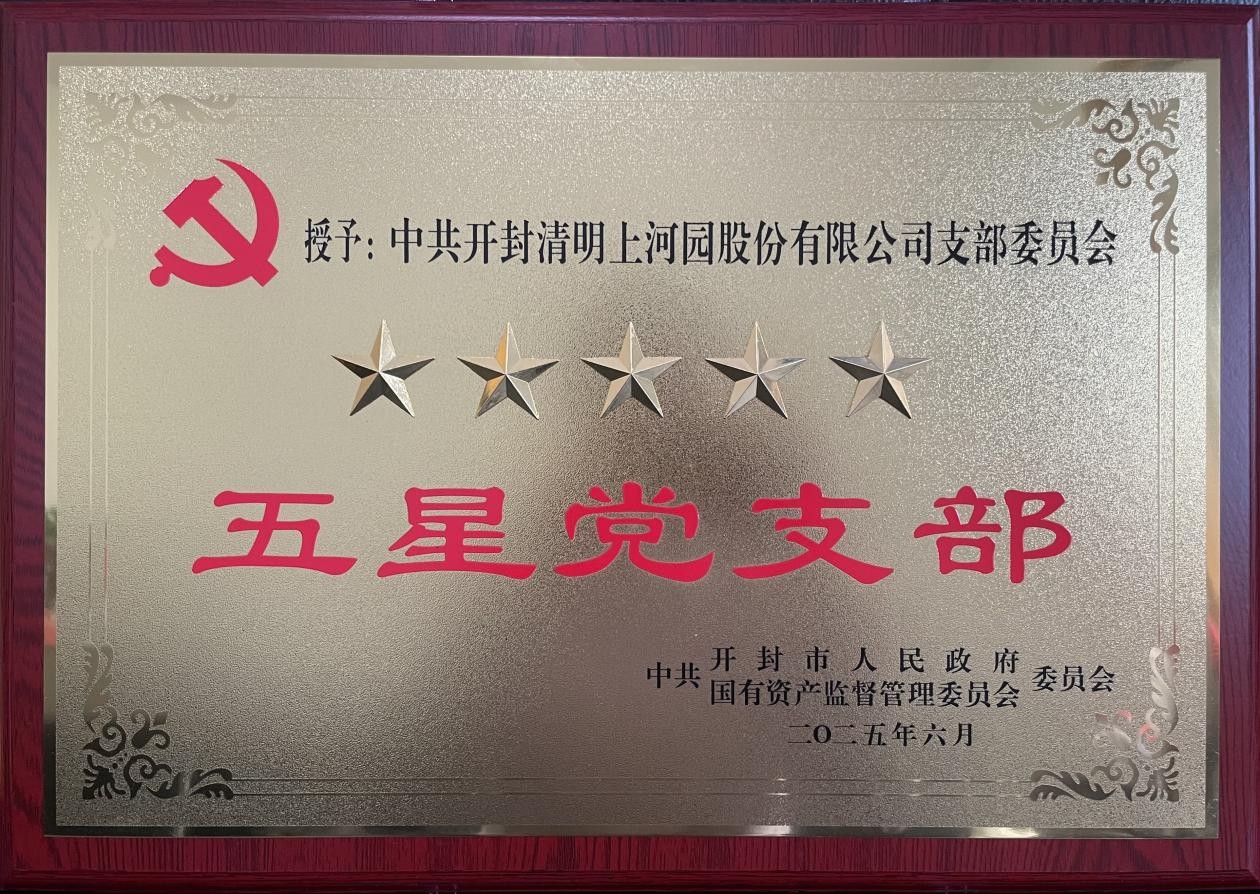 授予：中共开封清明上河园股份有限公司支部委员会
五星党支部
中共 开封市人民政府 委员会
国有资产监督管理委员会
二〇二五年六月